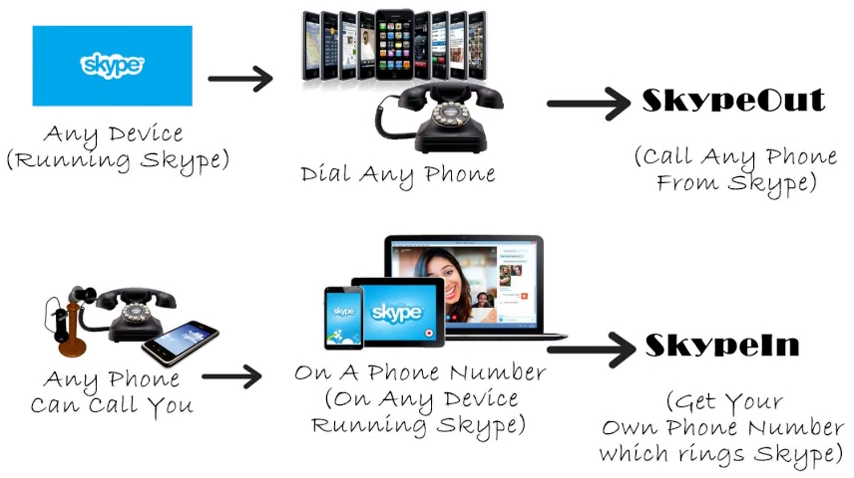 skype
Any Device
(Running Skype)
Dial Any Phone
SkypeOut
(Call Any Phone
From Skype)
Any Phone
Can Call You
skype
skype
On A Phone Number
(On Any Device
Running Skype)
SkypeIn
(Get Your
Own Phone Number
which rings Skype)